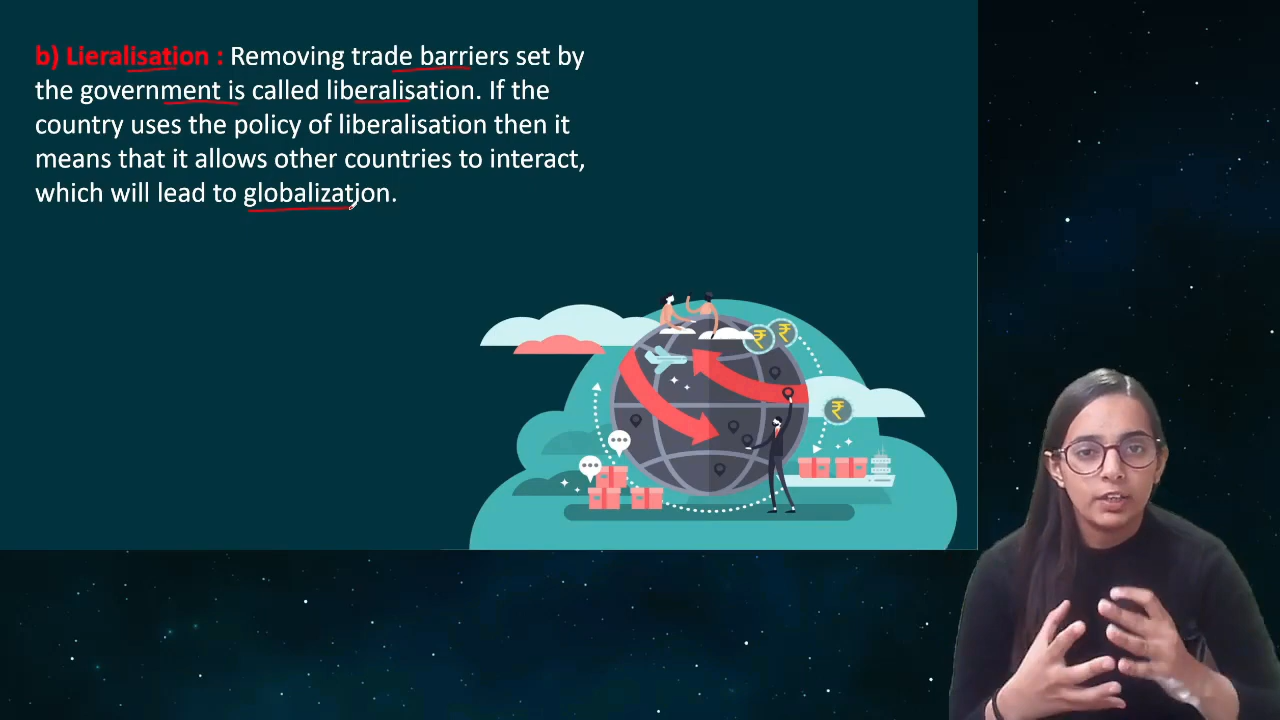 b) Lieralisation : Removing trade barriers set by
the government is called liberalisation. If the
country uses the policy of liberalisation then it
means that it allows other countries to interact,
which will lead to globalization.
₹ ₹
₹